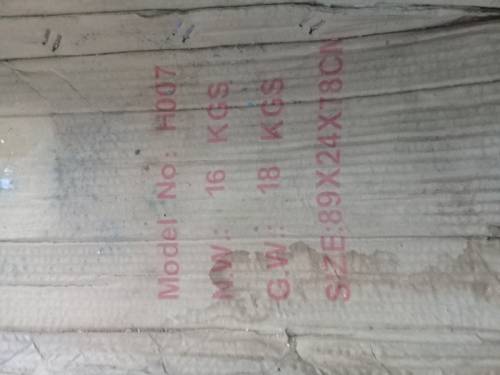 Model No: H007
N.W.: 16 KGS
G.W.: 18 KGS
SIZE:89X24X78CM